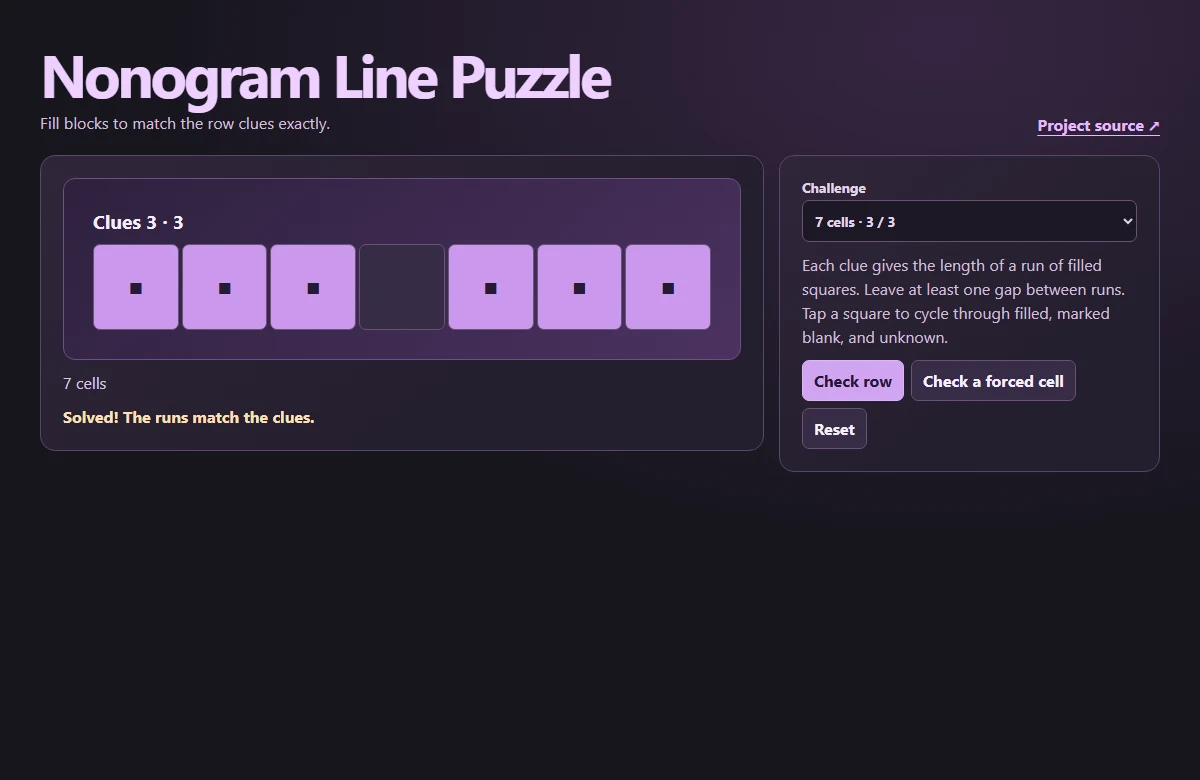 Nonogram Line Puzzle
Fill blocks to match the row clues exactly.
Project source ↗
Clues 3 · 3
■ ■ ■ ■ ■ ■
7 cells
Solved! The runs match the clues.
Challenge
7 cells · 3 / 3
Each clue gives the length of a run of filled
squares. Leave at least one gap between runs.
Tap a square to cycle through filled, marked
blank, and unknown.
Check row
Check a forced cell
Reset